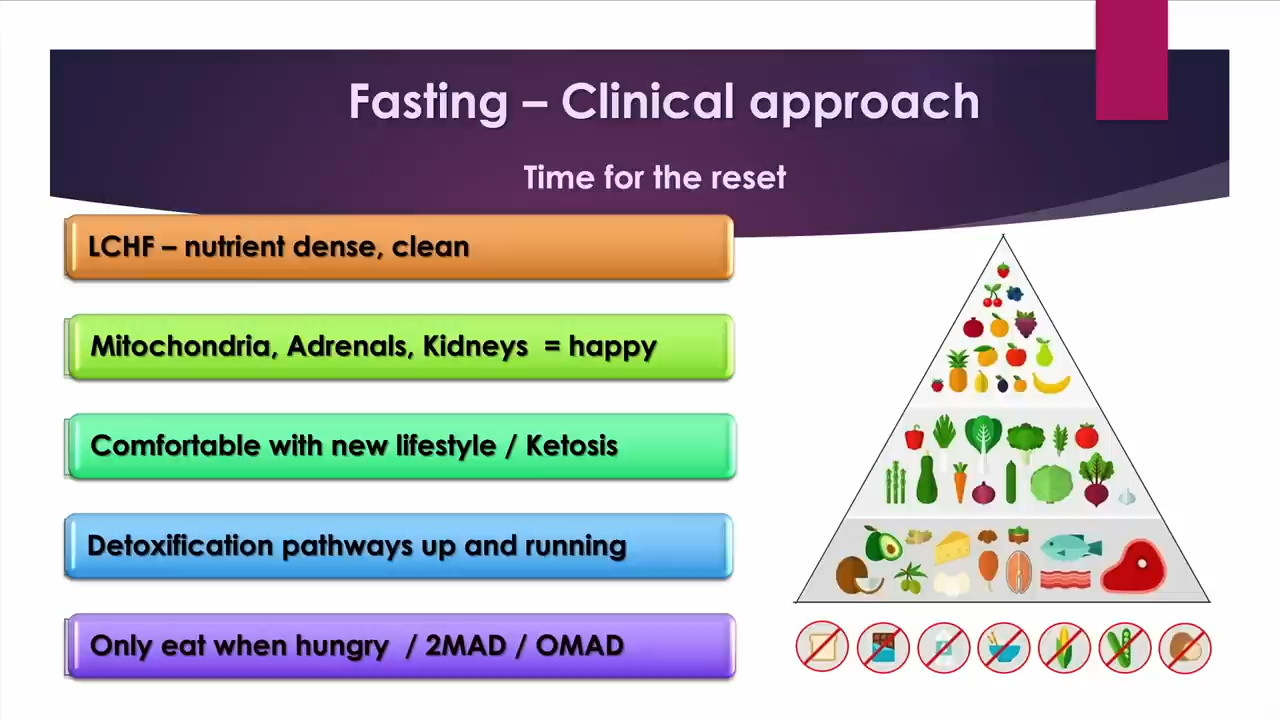 Fasting – Clinical approach
Time for the reset
LCHF – nutrient dense, clean
Mitochondria, Adrenals, Kidneys = happy
Comfortable with new lifestyle / Ketosis
Detoxification pathways up and running
Only eat when hungry / 2MAD / OMAD